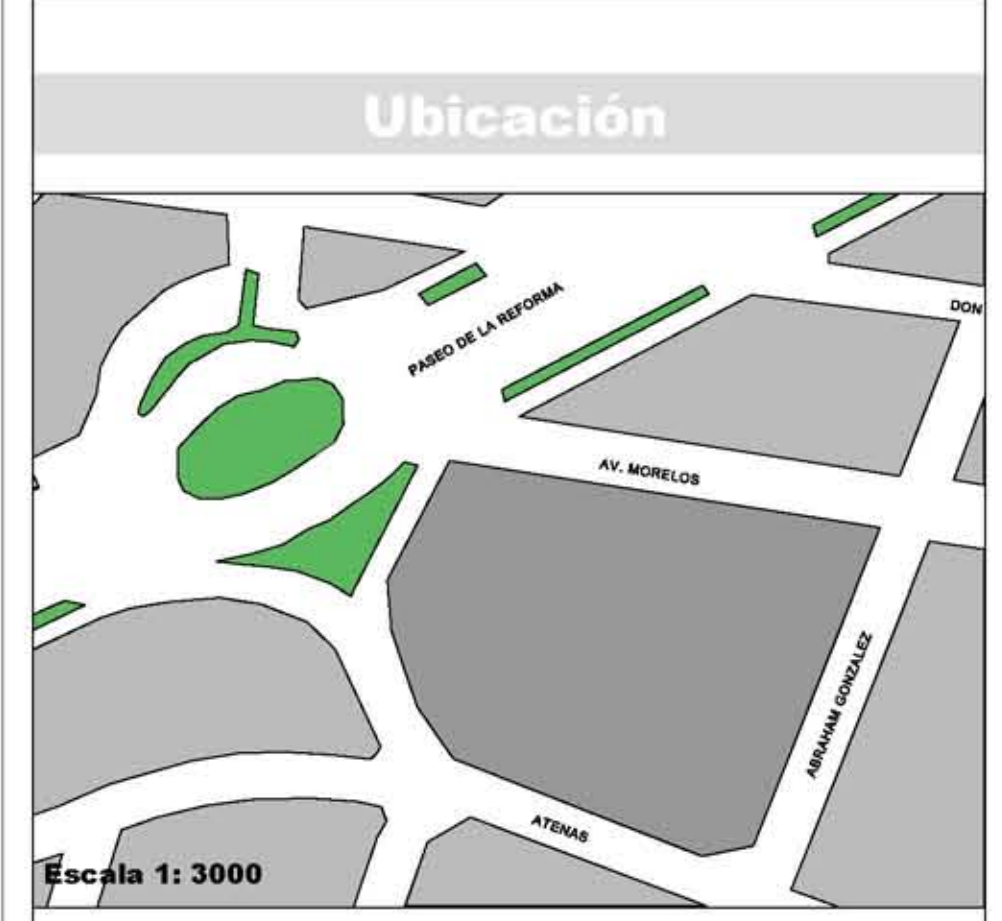 Ubicación
PASEO DE LA REFORMA
DON
AV. MORELOS
ABRAHAM GONZALEZ
ATENAS
Escala 1: 3000